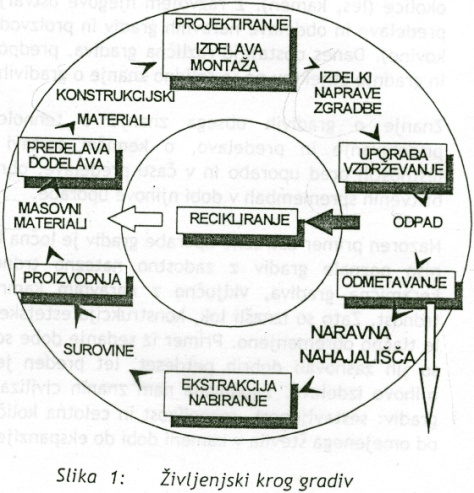 PROJEKTIRANJE
IZDELAVA
MONTAŽA
KONSTRUKCIJSKI
MATERIALI
IZDELKI
NAPRAVE
ZGRADBE
PREDELAVA
DODELAVA
UPORABA
VZDRŽEVANJE
MASOVNI
MATERIALI
RECIKLIRANJE
ODPAD
PROIZVODNJA
ODMETAVANJE
NARAVNA
NAHAJALIŠČA
SUROVINE
EKSTRAKCIJA
NABIRANJE
Slika 1: Življenjski krog gradiv